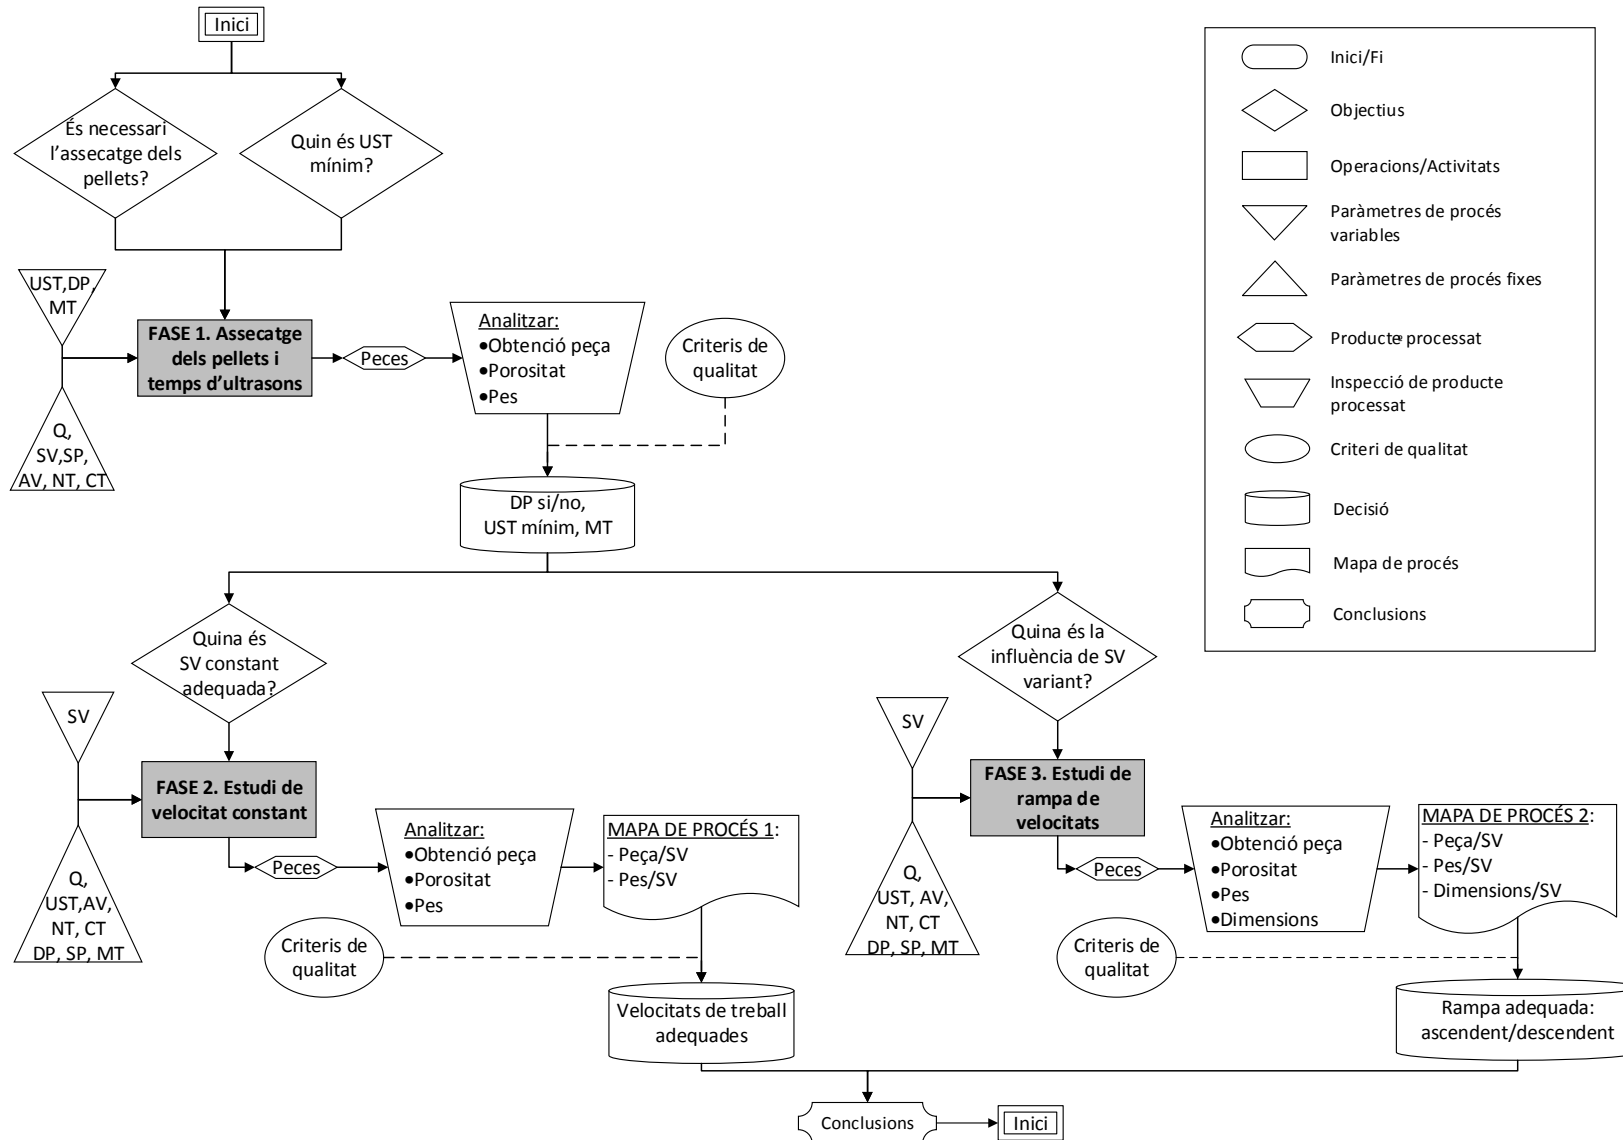 Inici
És necessari
l’assecatge dels
pellets?
Quin és UST
mínim?
UST,DP,
MT
FASE 1. Assecatge
dels pellets i
temps d’ultrasons
Q,
SV,SP,
AV, NT, CT
Peces
Analitzar:
•Obtenció peça
•Porositat
•Pes
Criteris de
qualitat
DP si/no,
UST mínim, MT
Quina és
SV constant
adequada?
SV
FASE 2. Estudi de
velocitat constant
Q,
UST,AV,
NT, CT
DP, SP, MT
Peces
Analitzar:
•Obtenció peça
•Porositat
•Pes
MAPA DE PROCÉS 1:
- Peça/SV
- Pes/SV
Criteris de
qualitat
Velocitats de treball
adequades
Quina és la
influència de SV
variant?
SV
FASE 3. Estudi de
rampa de
velocitats
Q,
UST, AV,
NT, CT
DP, SP, MT
Peces
Analitzar:
•Obtenció peça
•Porositat
•Pes
•Dimensions
MAPA DE PROCÉS 2:
- Peça/SV
- Pes/SV
- Dimensions/SV
Criteris de
qualitat
Rampa adequada:
ascendent/descendent
Conclusions
Inici
Inici/Fi
Objectius
Operacions/Activitats
Paràmetres de procés
variables
Paràmetres de procés fixes
Producte processat
Inspecció de producte
processat
Criteri de qualitat
Decisió
Mapa de procés
Conclusions